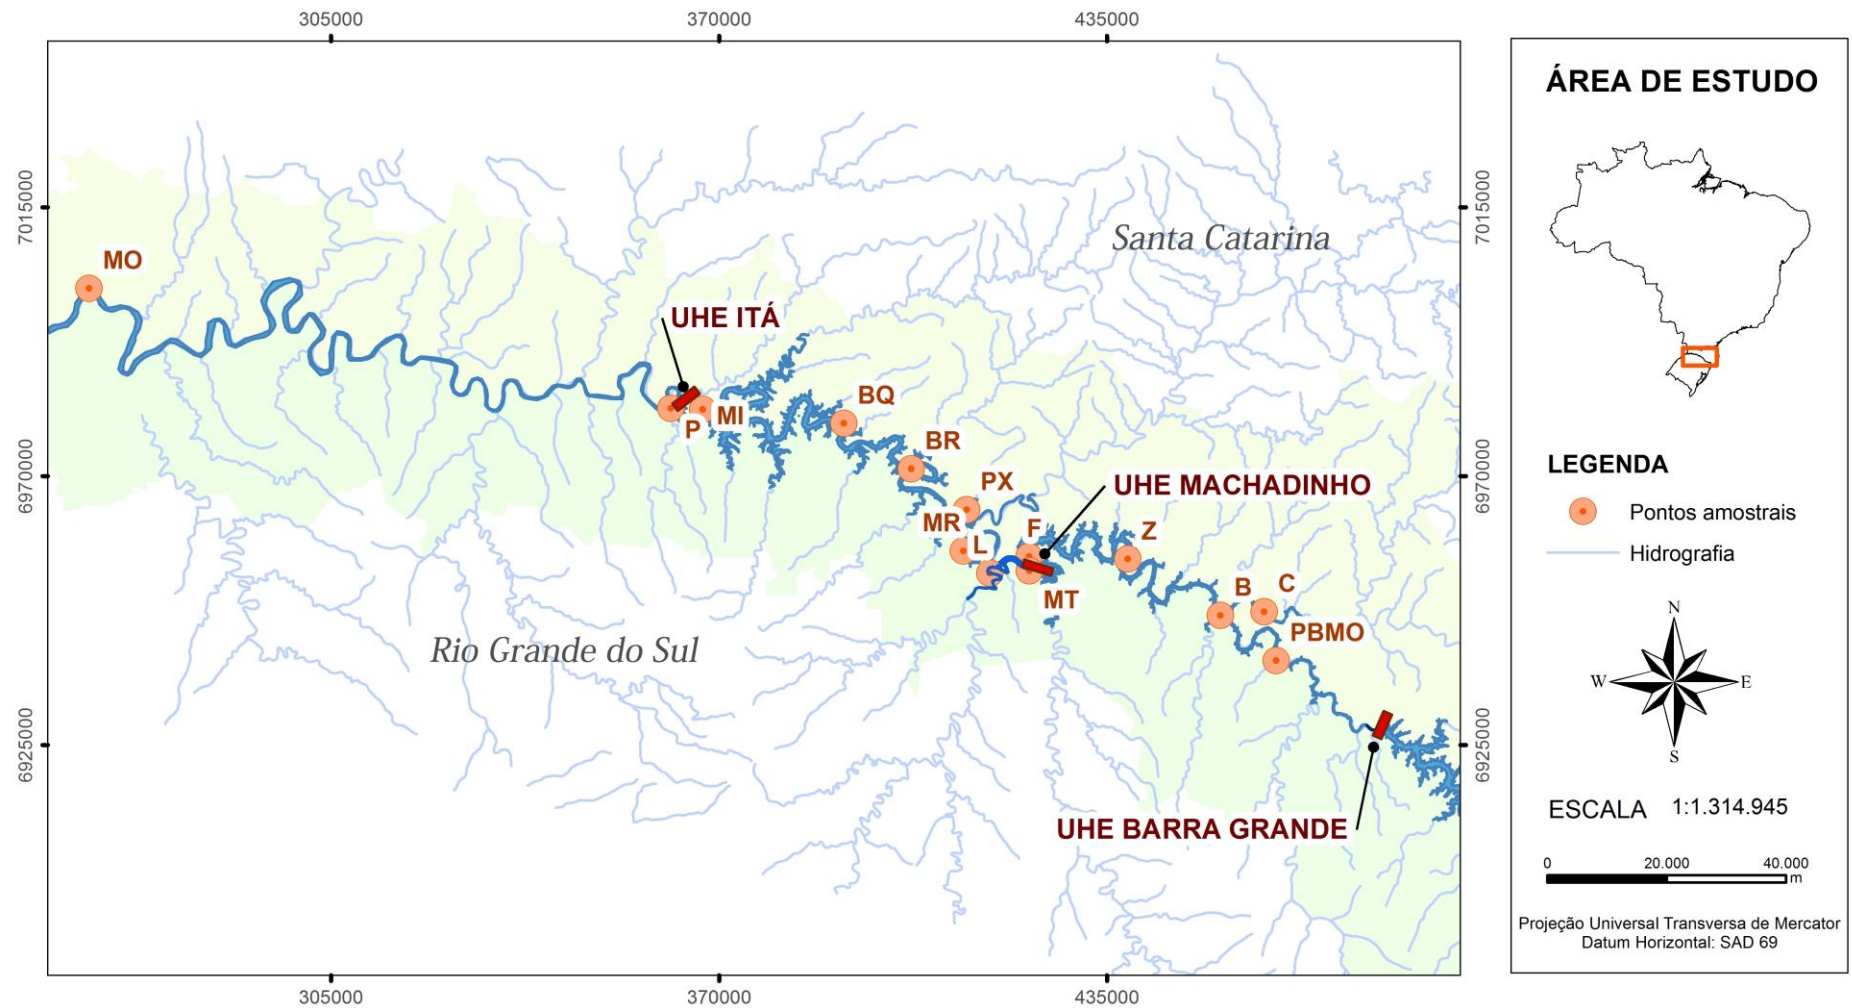 305000
370000
435000
7015000
7015000
6970000
6970000
6925000
6925000
MO
Santa Catarina
UHE ITÁ
P
MI
BQ
BR
PX
UHE MACHADINHO
MR
L
F
Z
MT
B
C
PBMO
Rio Grande do Sul
UHE BARRA GRANDE
305000
370000
435000
ÁREA DE ESTUDO
LEGENDA
Pontos amostrais
Hidrografia
N
W
E
S
ESCALA 1:1.314.945
0 20.000 40.000
m
Projeção Universal Transversa de Mercator
Datum Horizontal: SAD 69